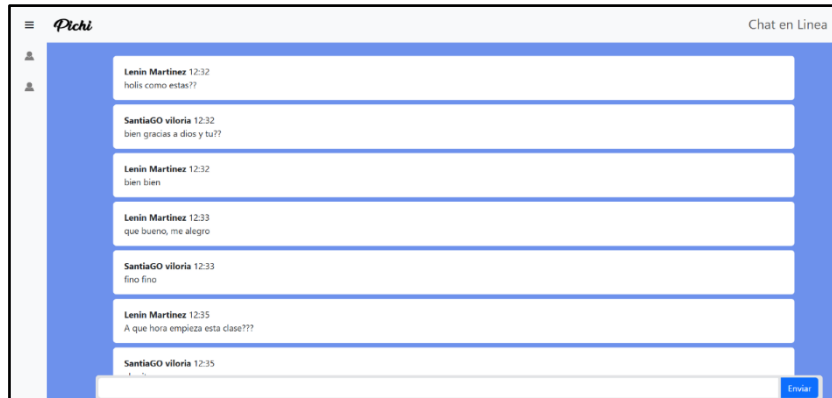 Pichi
Chat en Linea
Lenin Martinez 12:32
holis como estas??
SantiaGO viloria 12:32
bien gracias a dios y tu??
Lenin Martinez 12:32
bien bien
Lenin Martinez 12:33
que bueno, me alegro
SantiaGO viloria 12:33
fino fino
Lenin Martinez 12:35
A que hora empieza esta clase???
SantiaGO viloria 12:35
Enviar